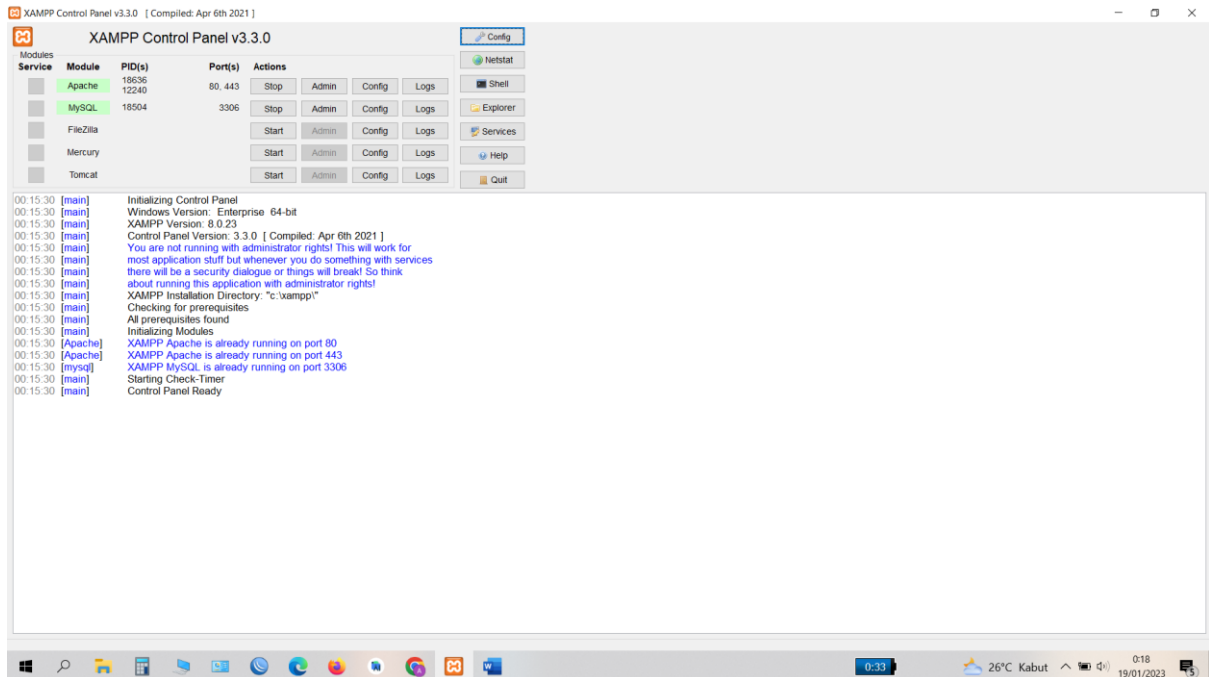 XAMPP Control Panel v3.3.0 [ Compiled: Apr 6th 2021 ]
XAMPP Control Panel v3.3.0
Config
Modules
Service Module PID(s) Port(s) Actions
Netstat
Apache 18636 12240 80, 443 Stop Admin Config Logs
Shell
MySQL 18504 3306 Stop Admin Config Logs
Explorer
FileZilla Start Admin Config Logs
Services
Mercury Start Admin Config Logs
Help
Tomcat Start Admin Config Logs
Quit
00:15:30 [main] Initializing Control Panel
00:15:30 [main] Windows Version: Enterprise 64-bit
00:15:30 [main] XAMPP Version: 8.0.23
00:15:30 [main] Control Panel Version: 3.3.0 [ Compiled: Apr 6th 2021 ]
00:15:30 [main] You are not running with administrator rights! This will work for
00:15:30 [main] most application stuff but whenever you do something with services
00:15:30 [main] there will be a security dialogue or things will break! So think
00:15:30 [main] about running this application with administrator rights!
00:15:30 [main] XAMPP Installation Directory: "c:\xampp\"
00:15:30 [main] Checking for prerequisites
00:15:30 [main] All prerequisites found
00:15:30 [main] Initializing Modules
00:15:30 [Apache] XAMPP Apache is already running on port 80
00:15:30 [Apache] XAMPP Apache is already running on port 443
00:15:30 [mysql] XAMPP MySQL is already running on port 3306
00:15:30 [main] Starting Check-Timer
00:15:30 [main] Control Panel Ready
0:33
26°C Kabut
0:18
19/01/2023
5